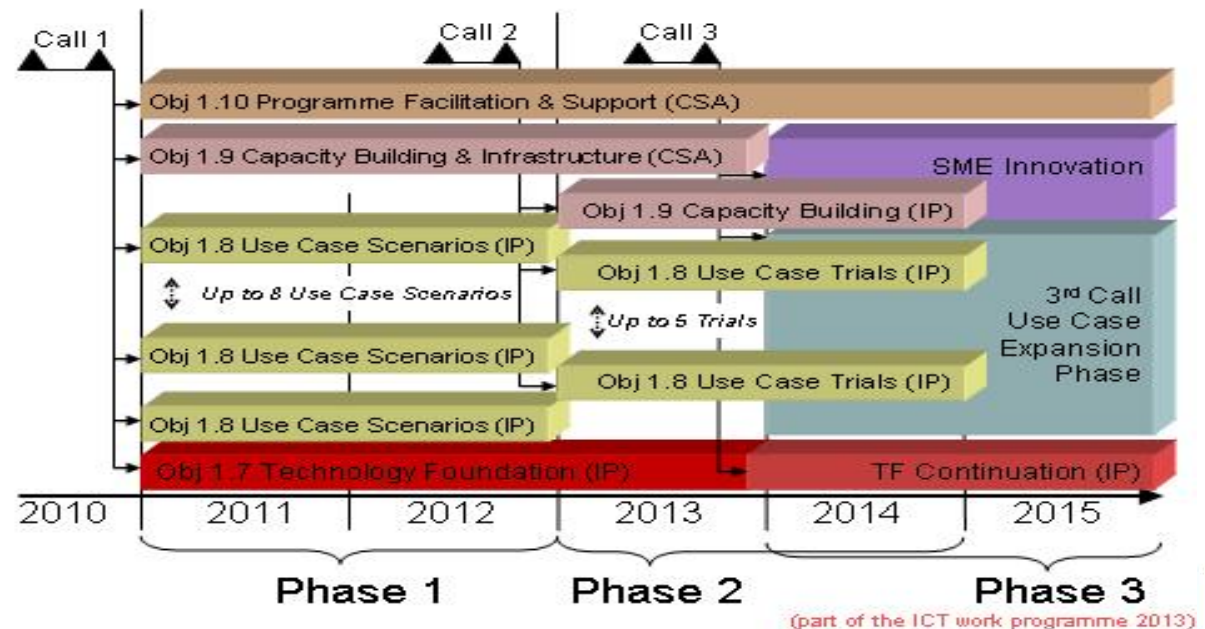 Call 1
Call 2
Call 3
Obj 1.10 Programme Facilitation & Support (CSA)
Obj 1.9 Capacity Building & Infrastructure (CSA)
SME Innovation
Obj 1.9 Capacity Building (IP)
Obj 1.8 Use Case Scenarios (IP)
Obj 1.8 Use Case Trials (IP)
Up to 8 Use Case Scenarios
Up to 5 Trials
3rd Call
Use Case
Expansion
Phase
Obj 1.8 Use Case Scenarios (IP)
Obj 1.8 Use Case Trials (IP)
Obj 1.8 Use Case Scenarios (IP)
Obj 1.7 Technology Foundation (IP)
TF Continuation (IP)
2010 2011 2012 2013 2014 2015
Phase 1 Phase 2 Phase 3
(part of the ICT work programme 2013)